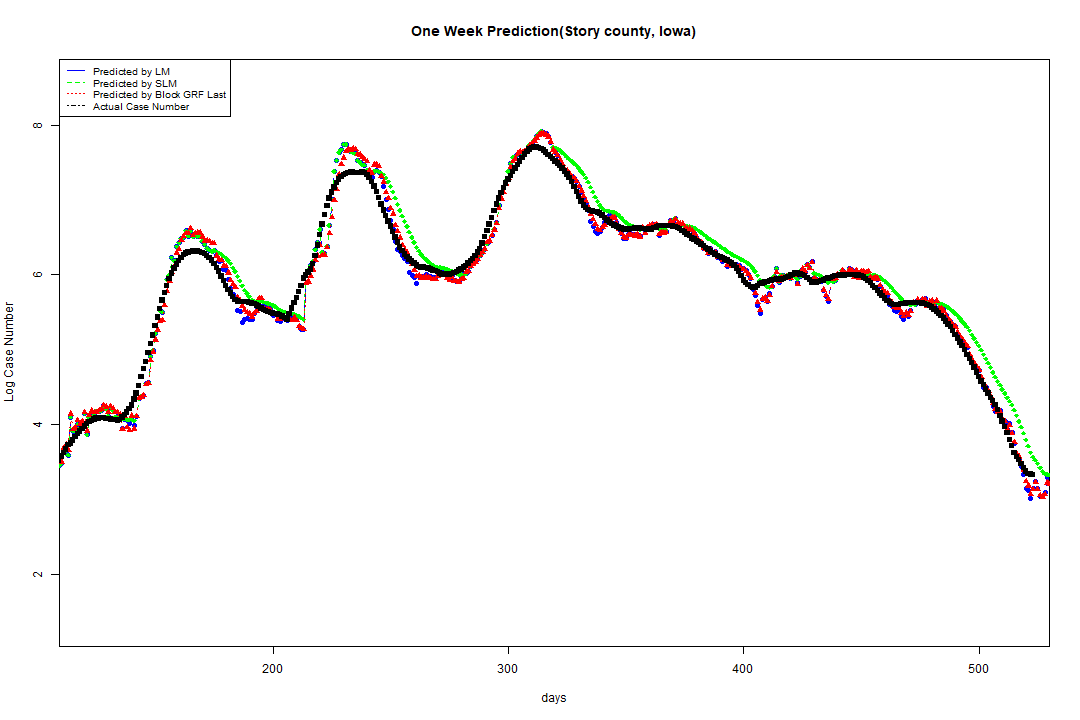 One Week Prediction(Story county, Iowa)
Predicted by LM
Predicted by SLM
Predicted by Block GRF Last
Actual Case Number
8
6
4
2
Log Case Number
200
300
400
500
days